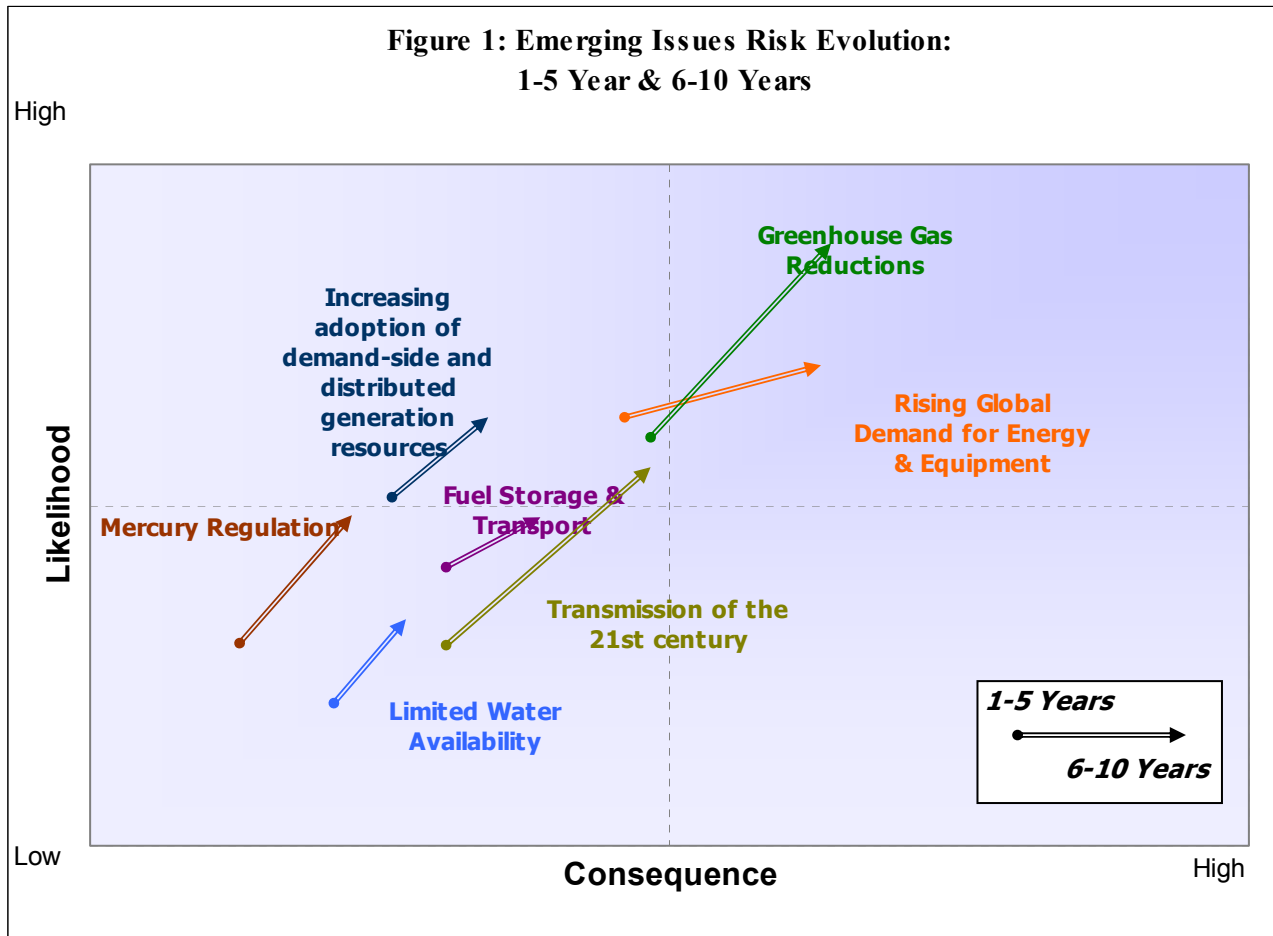 Figure 1: Emerging Issues Risk Evolution:
1-5 Year & 6-10 Years
High
Greenhouse Gas
Reductions
Increasing
adoption of
demand-side and
distributed
generation
resources
Rising Global
Demand for Energy
& Equipment
Likelihood
Fuel Storage &
Transport
Mercury Regulation
Transmission of the
21st century
Limited Water
Availability
1-5 Years
6-10 Years
Low
Consequence
High